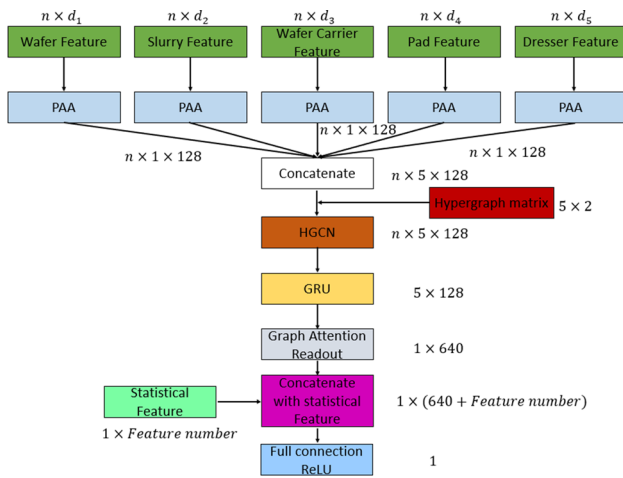 n × d₁
n × d₂
n × d₃
n × d₄
n × d₅
Wafer Feature
Slurry Feature
Wafer Carrier
Feature
Pad Feature
Dresser Feature
PAA
PAA
PAA
PAA
PAA
n × 1 × 128
n × 1 × 128
n × 1 × 128
Concatenate
n × 5 × 128
Hypergraph matrix
5 × 2
HGCN
n × 5 × 128
GRU
5 × 128
Graph Attention
Readout
1 × 640
Statistical
Feature
Concatenate
with statistical
Feature
1 × (640 + Feature number)
1 × Feature number
Full connection
ReLU
1